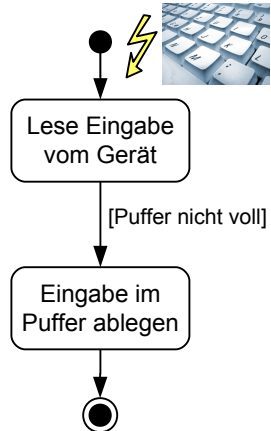 Lese Eingabe
vom Gerät
[Puffer nicht voll]
Eingabe im
Puffer ablegen